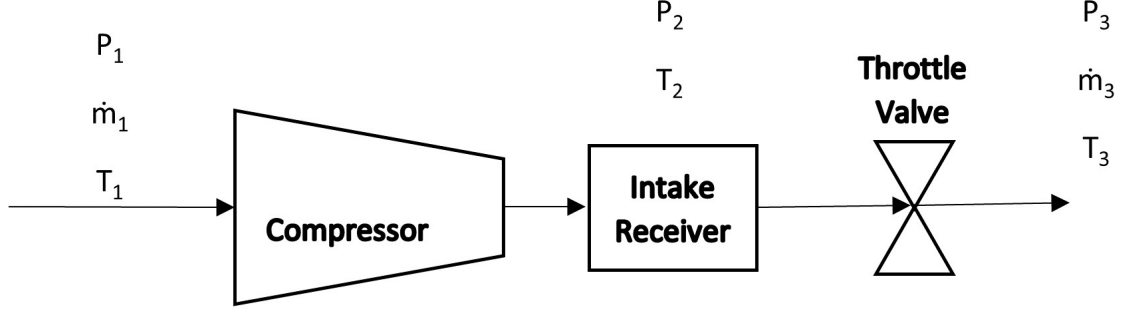 P₁
ṁ₁
T₁
Compressor
P₂
T₂
Intake
Receiver
Throttle
Valve
P₃
ṁ₃
T₃